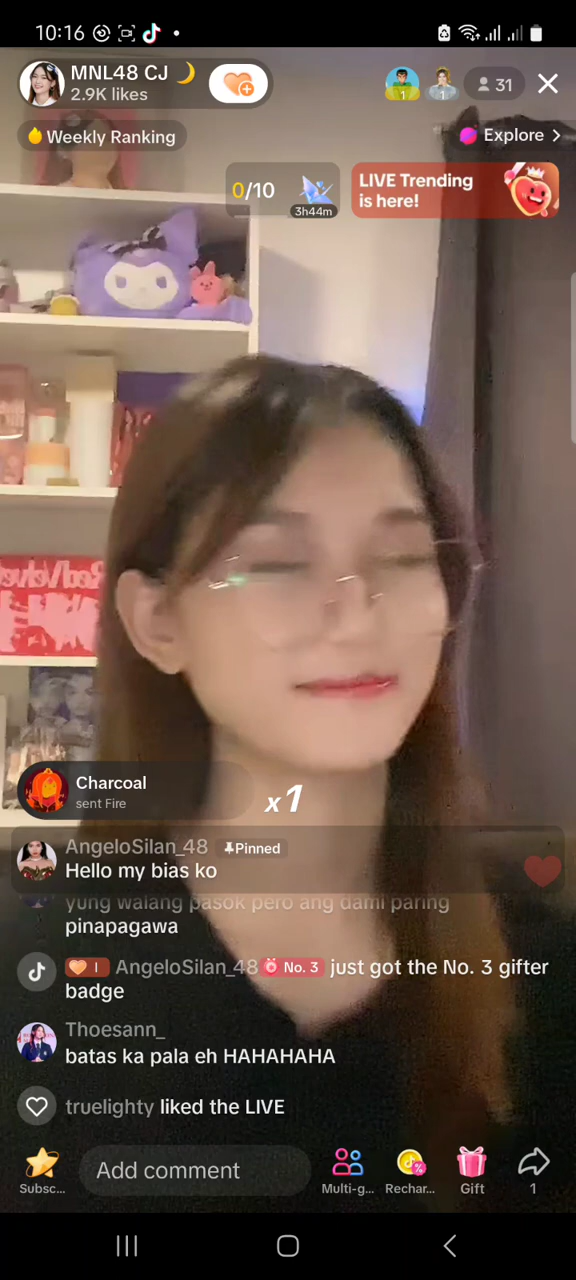 10:16
MNL48 CJ 🌙
2.9K likes
31
Weekly Ranking
Explore >
0/10
3h44m
LIVE Trending
is here!
Charcoal
sent Fire
x1
AngeloSilan_48 Pinned
Hello my bias ko
yung walang pasok pero ang dami paring
pinapagawa
I AngeloSilan_48 No. 3 just got the No. 3 gifter
badge
Thoesann_
batas ka pala eh HAHAHAHA
truelighty liked the LIVE
Subsc...
Add comment
Multi-g...
Rechar...
Gift
1